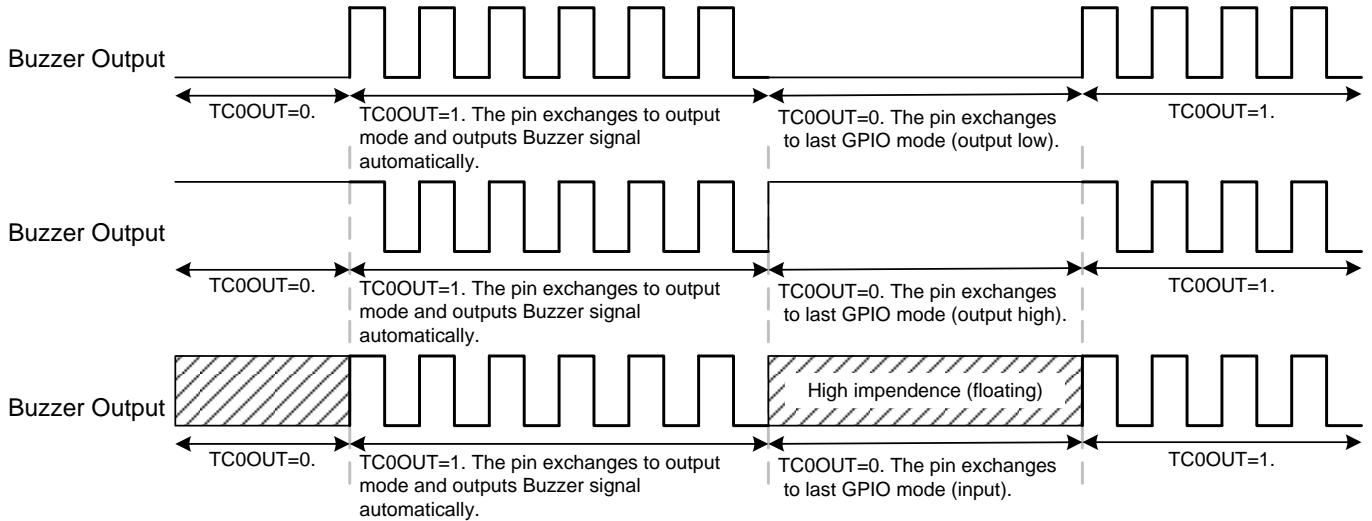 Buzzer Output
TC0OUT=0.
TC0OUT=1. The pin exchanges to output
mode and outputs Buzzer signal
automatically.
TC0OUT=0. The pin exchanges
to last GPIO mode (output low).
TC0OUT=1.
Buzzer Output
TC0OUT=0.
TC0OUT=1. The pin exchanges to output
mode and outputs Buzzer signal
automatically.
TC0OUT=0. The pin exchanges
to last GPIO mode (output high).
TC0OUT=1.
Buzzer Output
High impendence (floating)
TC0OUT=0.
TC0OUT=1. The pin exchanges to output
mode and outputs Buzzer signal
automatically.
TC0OUT=0. The pin exchanges
to last GPIO mode (input).
TC0OUT=1.